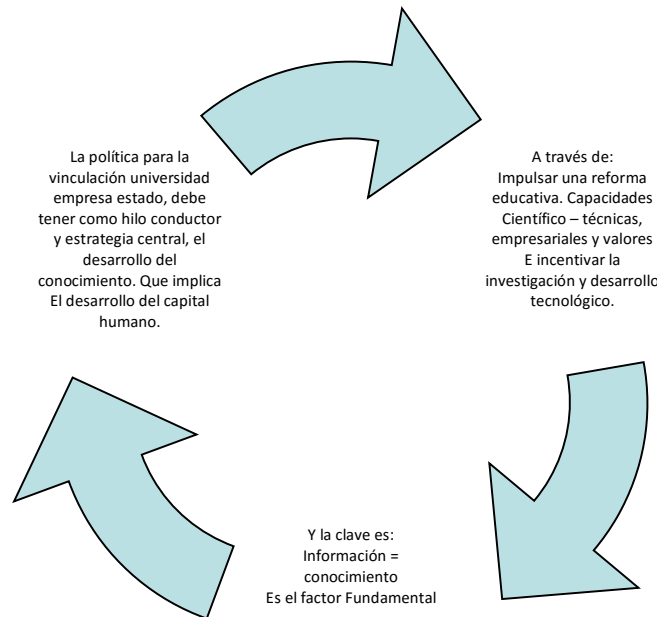 La política para la
vinculación universidad
empresa estado, debe
tener como hilo conductor
y estrategia central, el
desarrollo del
conocimiento. Que implica
El desarrollo del capital
humano.
A través de:
Impulsar una reforma
educativa. Capacidades
Científico – técnicas,
empresariales y valores
E incentivar la
investigación y desarrollo
tecnológico.
Y la clave es:
Información =
conocimiento
Es el factor Fundamental